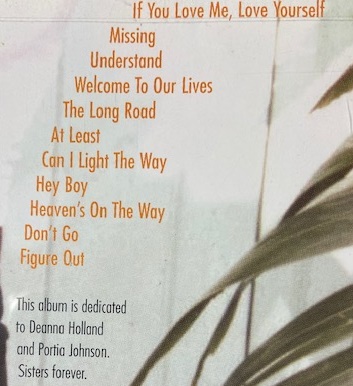 If You Love Me, Love Yourself
Missing
Understand
Welcome To Our Lives
The Long Road
At Least
Can I Light The Way
Hey Boy
Heaven's On The Way
Don't Go
Figure Out
This album is dedicated
to Deanna Holland
and Portia Johnson.
Sisters forever.